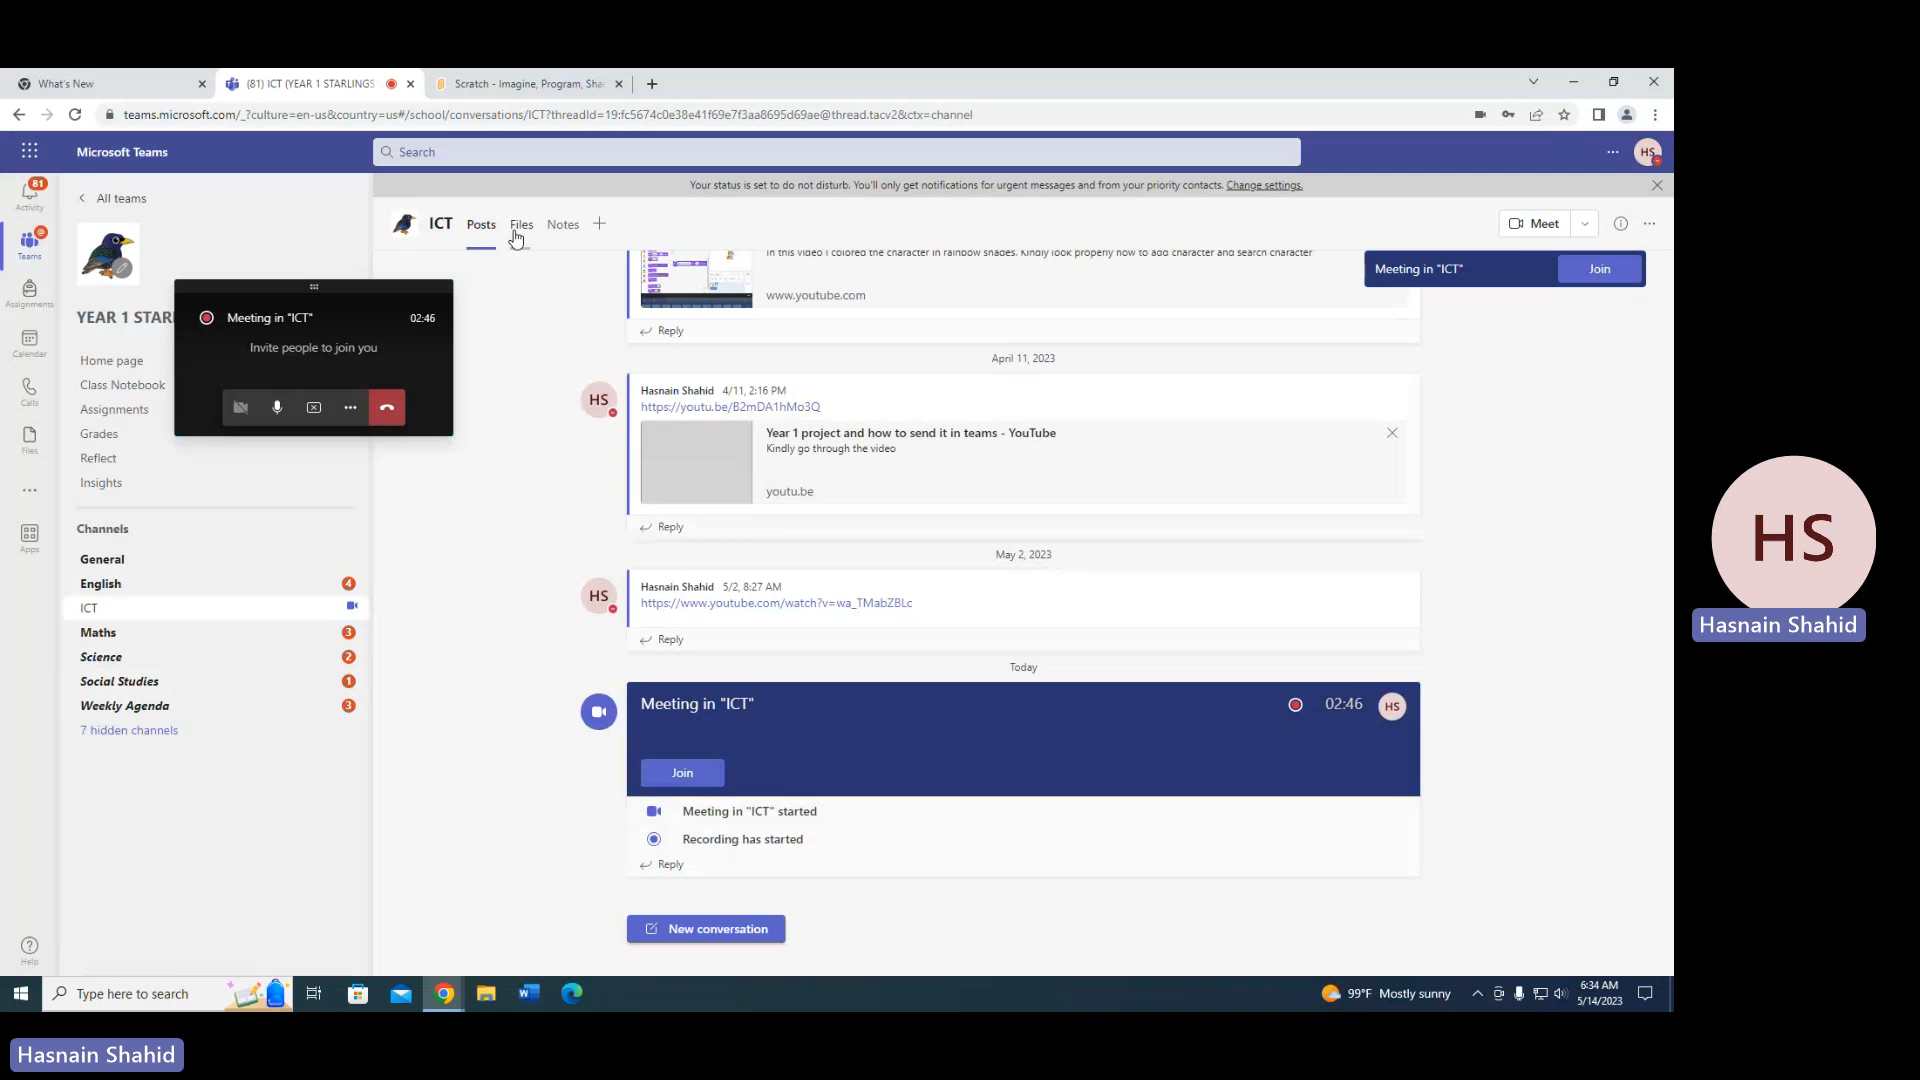 What's New
(81) ICT (YEAR 1 STARLINGS
Scratch - Imagine, Program, Sha
teams.microsoft.com/_?culture=en-us&country=us#/school/conversations/ICT?threadId=19:fc5674c0e38e41f69e7f3aa8695d69ae@thread.tacv2&ctx=channel
Microsoft Teams
Search
HS
Your status is set to do not disturb. You'll only get notifications for urgent messages and from your priority contacts. Change settings.
81
Activity
Teams
Assignments
Calendar
Calls
Files
Apps
Help
All teams
YEAR 1 STAR
Home page
Class Notebook
Assignments
Grades
Reflect
Insights
Channels
General
English 4
ICT
Maths 3
Science 2
Social Studies 1
Weekly Agenda 3
7 hidden channels
Meeting in "ICT" 02:46
Invite people to join you
ICT Posts Files Notes
Meet
Meeting in "ICT" Join
In this video I colored the character in rainbow shades. Kindly look properly how to add character and search character
www.youtube.com
Reply
April 11, 2023
HS
Hasnain Shahid 4/11, 2:16 PM
https://youtu.be/B2mDA1hMo3Q
Year 1 project and how to send it in teams - YouTube
Kindly go through the video
youtu.be
Reply
May 2, 2023
HS
Hasnain Shahid 5/2, 8:27 AM
https://www.youtube.com/watch?v=wa_TMabZBLc
Reply
Today
Meeting in "ICT" 02:46 HS
Join
Meeting in "ICT" started
Recording has started
Reply
New conversation
HS
Hasnain Shahid
Type here to search
99°F Mostly sunny
6:34 AM
5/14/2023
Hasnain Shahid